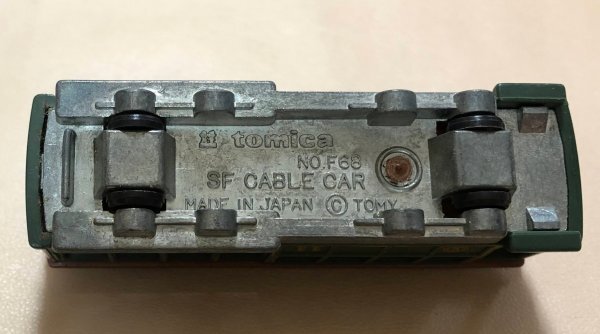 tomica
NO.F68
SF CABLE CAR
MADE IN JAPAN © TOMY